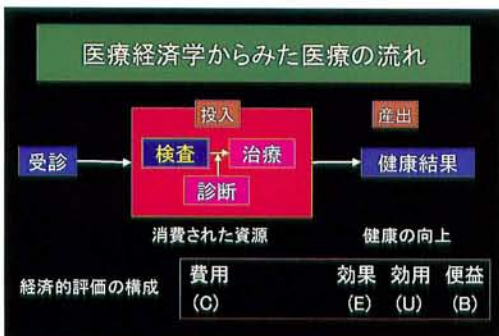 医療経済学からみた医療の流れ
投入
産出
受診
検査
治療
健康結果
診断
消費された資源
健康の向上
経済的評価の構成
費用 効果 効用 便益
(C) (E) (U) (B)